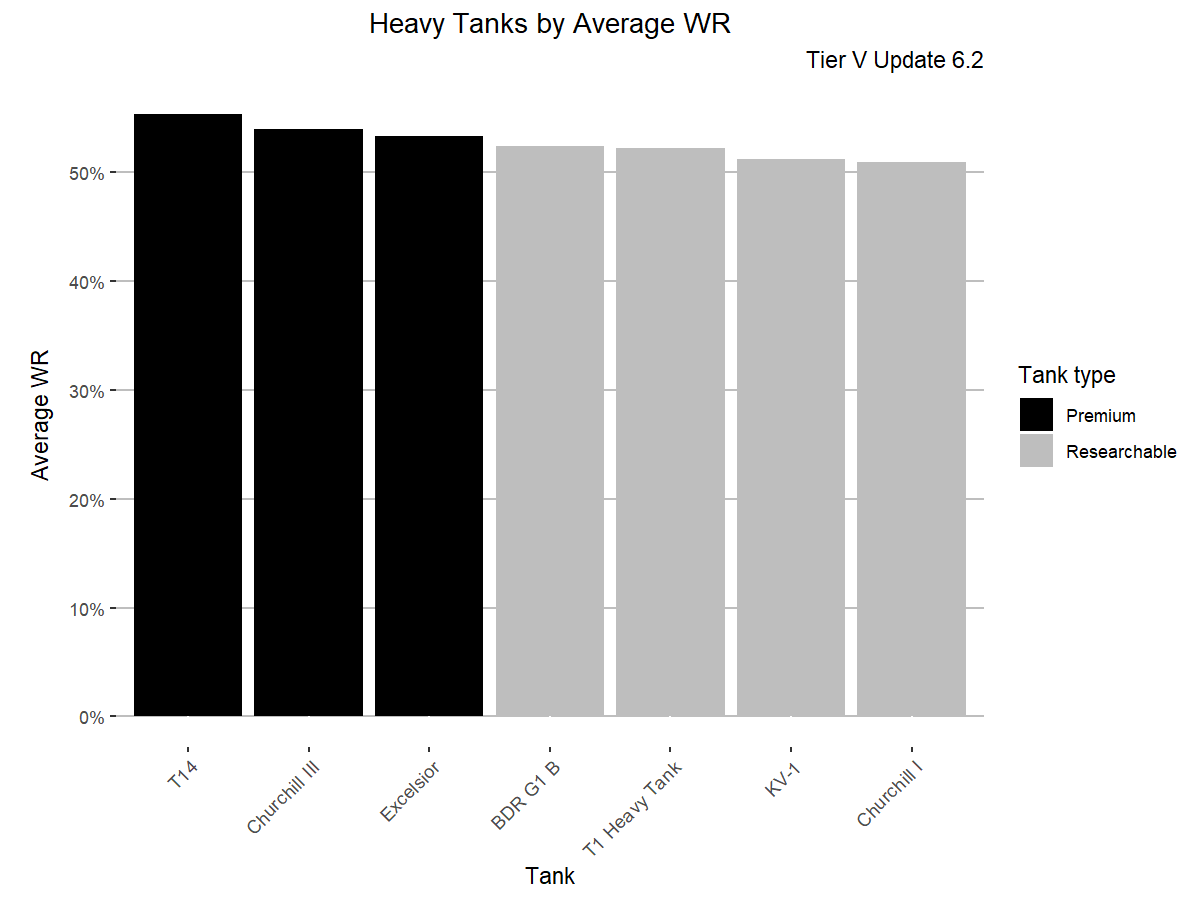 Heavy Tanks by Average WR
Tier V Update 6.2
Average WR
50%
40%
30%
20%
10%
0%
T14
Churchill III
Excelsior
BDR G1 B
T1 Heavy Tank
KV-1
Churchill I
Tank
Tank type
Premium
Researchable